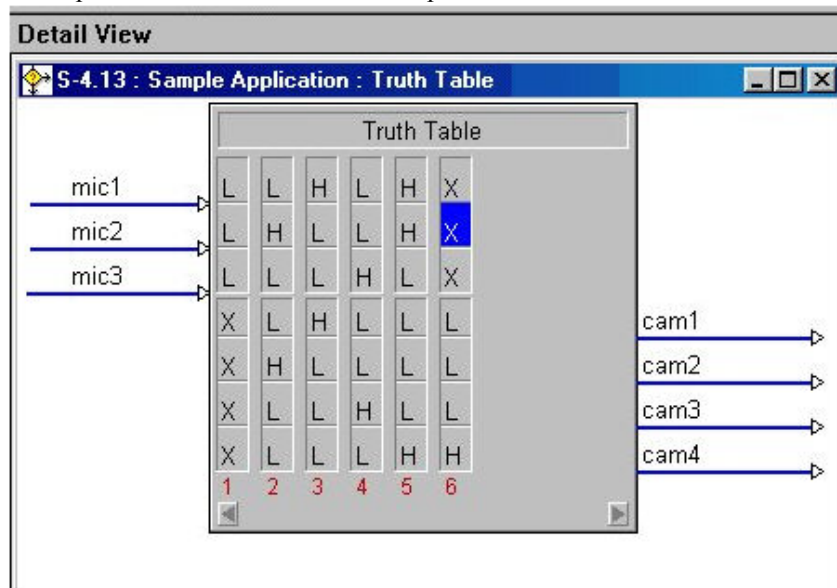 Detail View
S-4.13 : Sample Application : Truth Table
Truth Table
mic1 L L H L H X
mic2 L H L L H X
mic3 L L L H L X
X L H L L L cam1
X H L L L L cam2
X L L H L L cam3
X L L L H H cam4
1 2 3 4 5 6